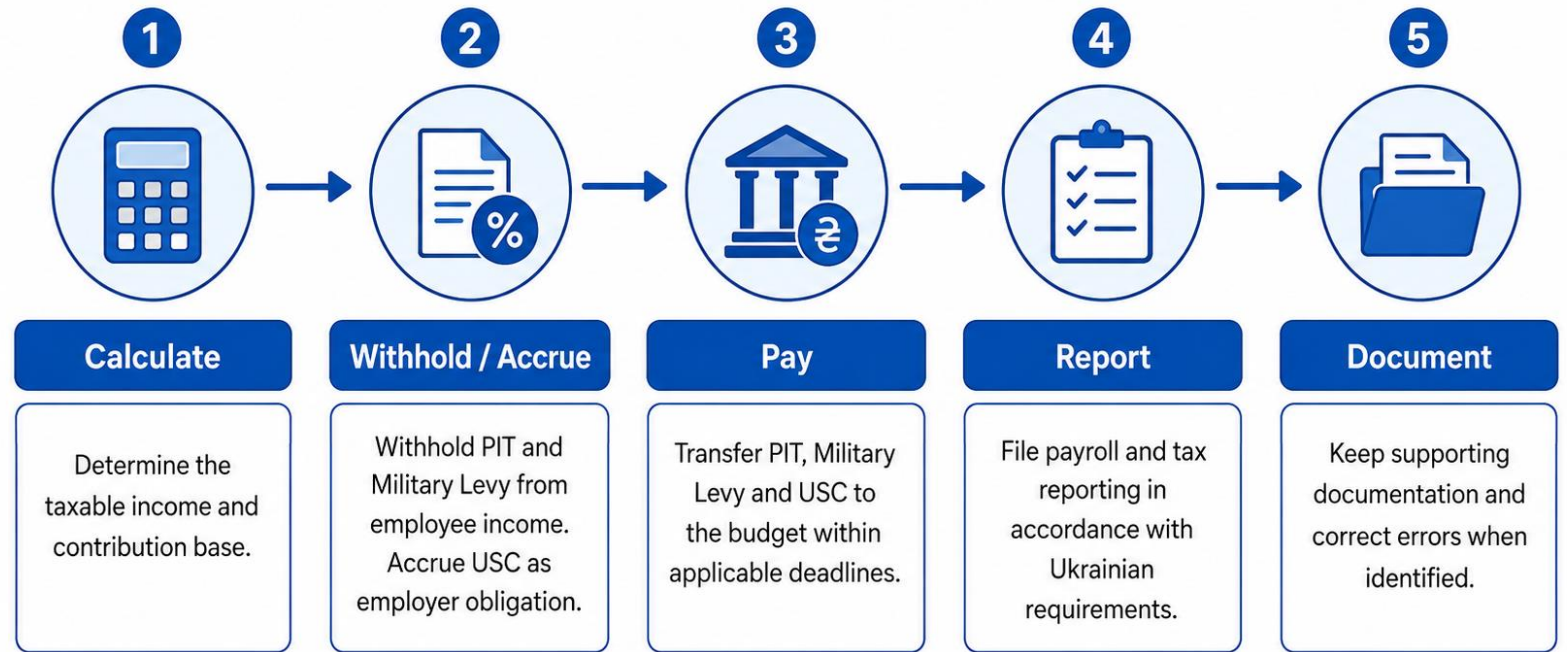 1
2
3
4
5
%
₴
Calculate
Withhold / Accrue
Pay
Report
Document
Determine the
taxable income and
contribution base.
Withhold PIT and
Military Levy from
employee income.
Accrue USC as
employer obligation.
Transfer PIT, Military
Levy and USC to
the budget within
applicable deadlines.
File payroll and tax
reporting in
accordance with
Ukrainian
requirements.
Keep supporting
documentation and
correct errors when
identified.